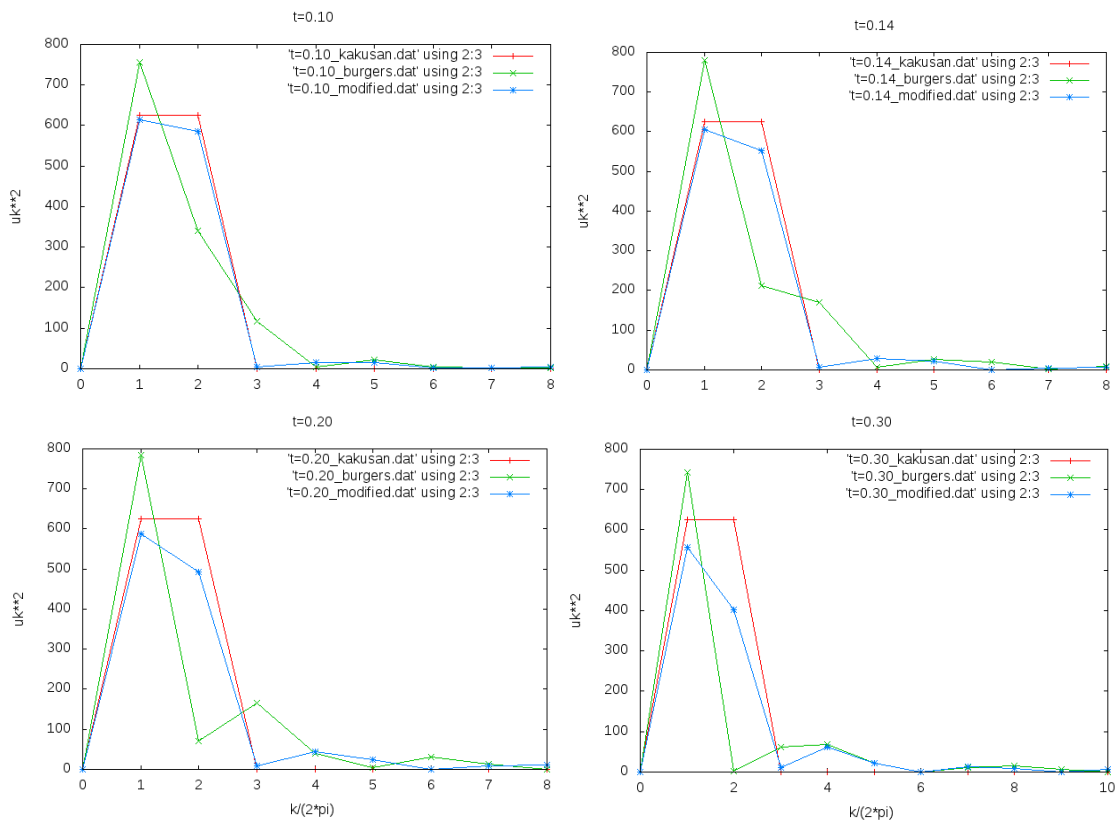 t=0.10
't=0.10_kakusan.dat' using 2:3
't=0.10_burgers.dat' using 2:3
't=0.10_modified.dat' using 2:3
800
700
600
500
400
300
200
100
0
uk**2
0 1 2 3 4 5 6 7 8
t=0.14
't=0.14_kakusan.dat' using 2:3
't=0.14_burgers.dat' using 2:3
't=0.14_modified.dat' using 2:3
800
700
600
500
400
300
200
100
0
uk**2
0 1 2 3 4 5 6 7 8
t=0.20
't=0.20_kakusan.dat' using 2:3
't=0.20_burgers.dat' using 2:3
't=0.20_modified.dat' using 2:3
800
700
600
500
400
300
200
100
0
uk**2
0 1 2 3 4 5 6 7 8
k/(2*pi)
t=0.30
't=0.30_kakusan.dat' using 2:3
't=0.30_burgers.dat' using 2:3
't=0.30_modified.dat' using 2:3
800
700
600
500
400
300
200
100
0
uk**2
0 1 2 3 4 5 6 7 8 9 10
k/(2*pi)